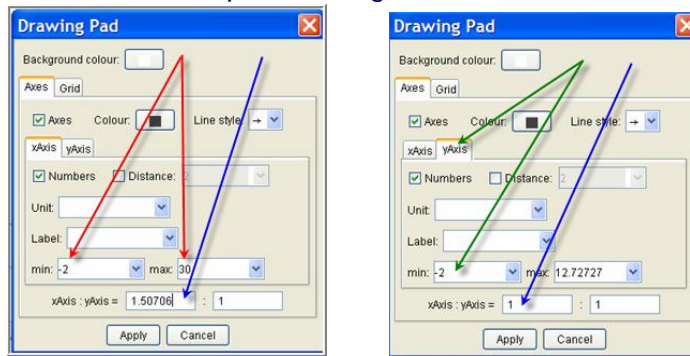 Drawing Pad
Background colour:
Axes Grid
Axes Colour: Line style:
xAxis yAxis
Numbers Distance: 2
Unit:
Label:
min: -2 max: 30
xAxis : yAxis = 1.50706 : 1
Apply Cancel
Drawing Pad
Background colour:
Axes Grid
Axes Colour: Line style:
xAxis yAxis
Numbers Distance: 2
Unit:
Label:
min: -2 max: 12.72727
xAxis : yAxis = 1 : 1
Apply Cancel